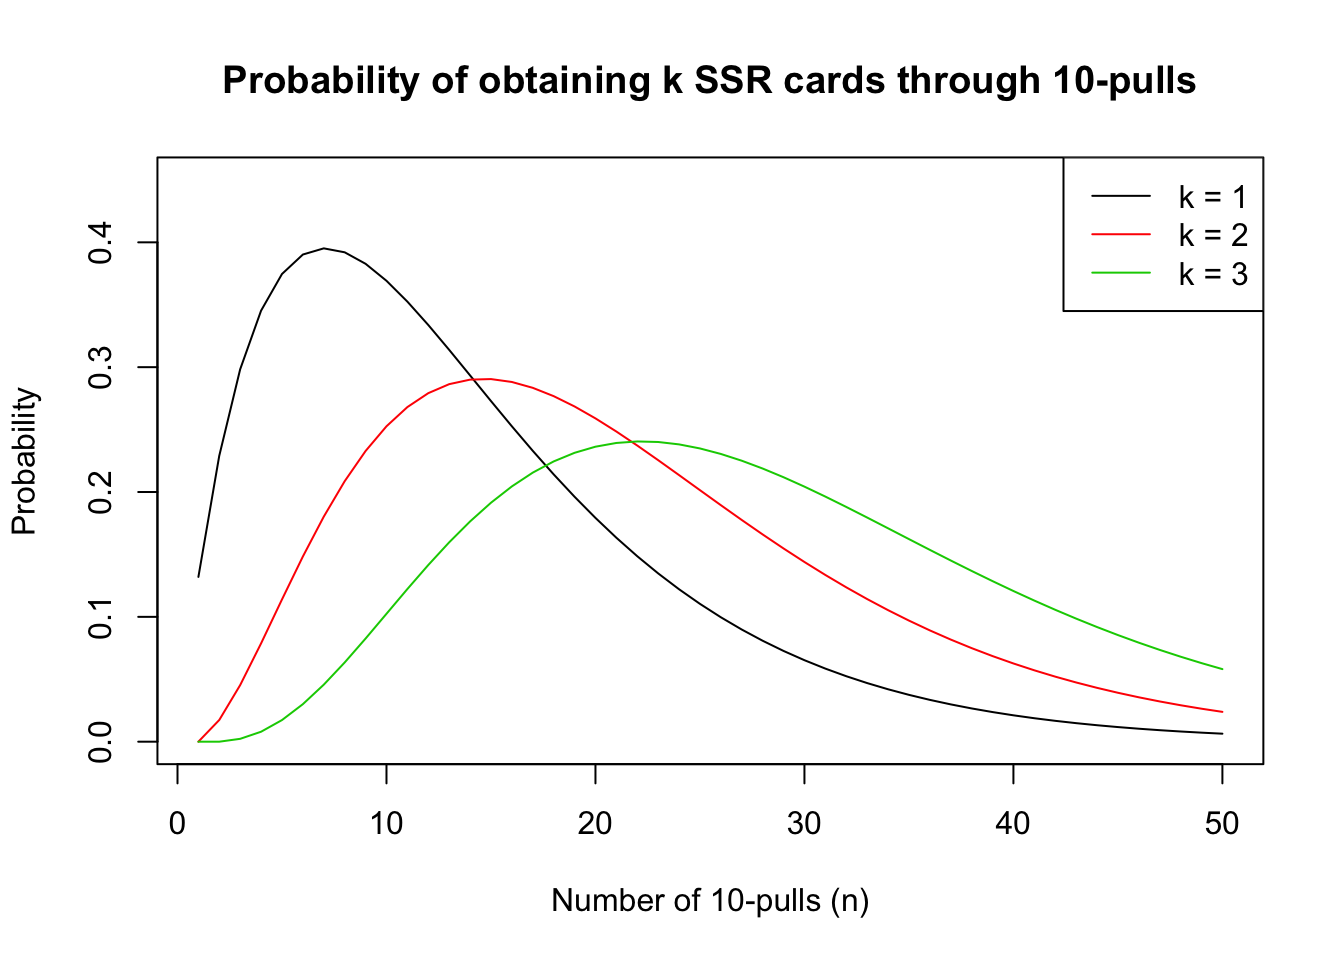 Probability of obtaining k SSR cards through 10-pulls
k = 1
k = 2
k = 3
Probability
0.4
0.3
0.2
0.1
0.0
0 10 20 30 40 50
Number of 10-pulls (n)